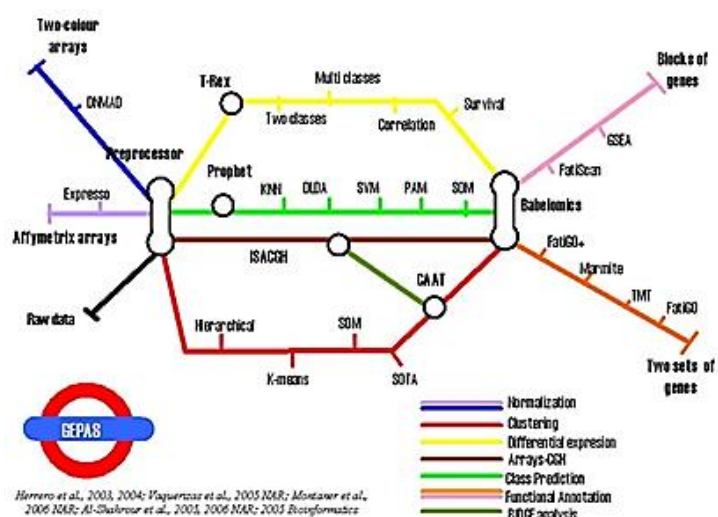 Two-colour
arrays
DNMAD
Preprocessor
Expresso
Affymetrix arrays
Raw data
T-Rex
Two classes
Multi classes
Correlation
Survival
Prophet
KNN
DLDA
SVM
PAM
SOM
ISACGH
CAAT
Hierarchical
K-means
SOM
SOTA
Babelomics
Blocks of
genes
GSEA
FatiScan
FatiGO+
Marmite
TMT
FatiGO
Two sets of
genes
GEPAS
Normalization
Clustering
Differential expresion
Arrays-CGH
Class Prediction
Functional Annotation
analysis
Herrero et al., 2003, 2004; Vaquerizas et al., 2005 NAR; Montaner et al.,
2006 NAR; Al-Shahrour et al., 2005, 2006 NAR; 2005 Bioinformatics